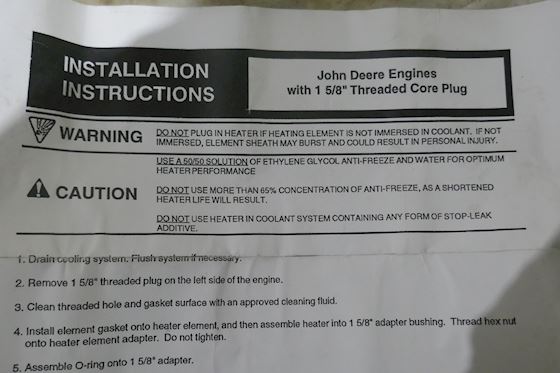 INSTALLATION
INSTRUCTIONS
John Deere Engines
with 1 5/8" Threaded Core Plug
WARNING
DO NOT PLUG IN HEATER IF HEATING ELEMENT IS NOT IMMERSED IN COOLANT. IF NOT
IMMERSED, ELEMENT SHEATH MAY BURST AND COULD RESULT IN PERSONAL INJURY.
CAUTION
USE A 50/50 SOLUTION OF ETHYLENE GLYCOL ANTI-FREEZE AND WATER FOR OPTIMUM
HEATER PERFORMANCE
DO NOT USE MORE THAN 65% CONCENTRATION OF ANTI-FREEZE, AS A SHORTENED
HEATER LIFE WILL RESULT.
DO NOT USE HEATER IN COOLANT SYSTEM CONTAINING ANY FORM OF STOP-LEAK
ADDITIVE.
1. Drain cooling system. Flush system if necessary.
2. Remove 1 5/8" threaded plug on the left side of the engine.
3. Clean threaded hole and gasket surface with an approved cleaning fluid.
4. Install element gasket onto heater element, and then assemble heater into 1 5/8" adapter bushing. Thread hex nut
onto heater element adapter. Do not tighten.
5. Assemble O-ring onto 1 5/8" adapter.